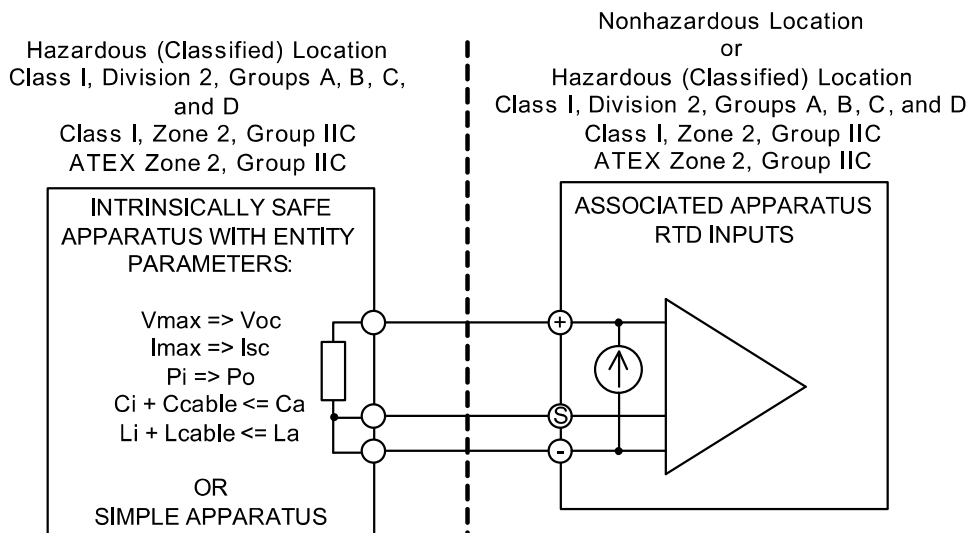 Hazardous (Classified) Location
Class I, Division 2, Groups A, B, C,
and D
Class I, Zone 2, Group IIC
ATEX Zone 2, Group IIC
INTRINSICALLY SAFE
APPARATUS WITH ENTITY
PARAMETERS:
Vmax => Voc
Imax => Isc
Pi => Po
Ci + Ccable <= Ca
Li + Lcable <= La
OR
SIMPLE APPARATUS
Nonhazardous Location
or
Hazardous (Classified) Location
Class I, Division 2, Groups A, B, C, and D
Class I, Zone 2, Group IIC
ATEX Zone 2, Group IIC
ASSOCIATED APPARATUS
RTD INPUTS
+
S
-